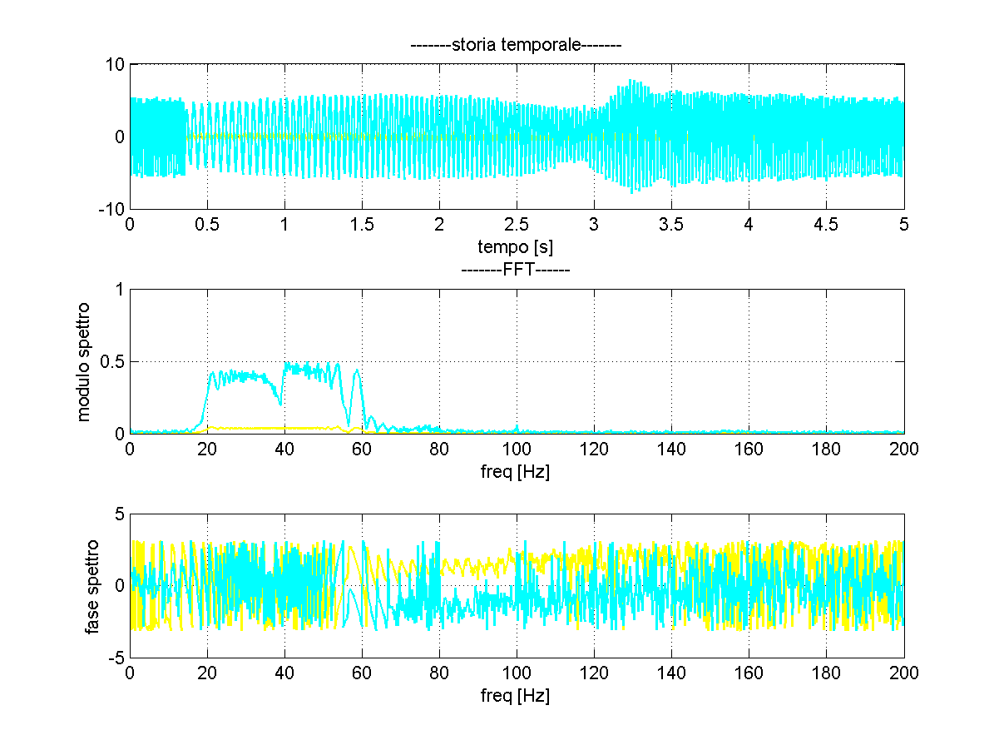 -------storia temporale-------
10
0
-10
0 0.5 1 1.5 2 2.5 3 3.5 4 4.5 5
tempo [s]
-------FFT------
modulo spettro
1
0.5
0
0 20 40 60 80 100 120 140 160 180 200
freq [Hz]
fase spettro
5
0
-5
0 20 40 60 80 100 120 140 160 180 200
freq [Hz]